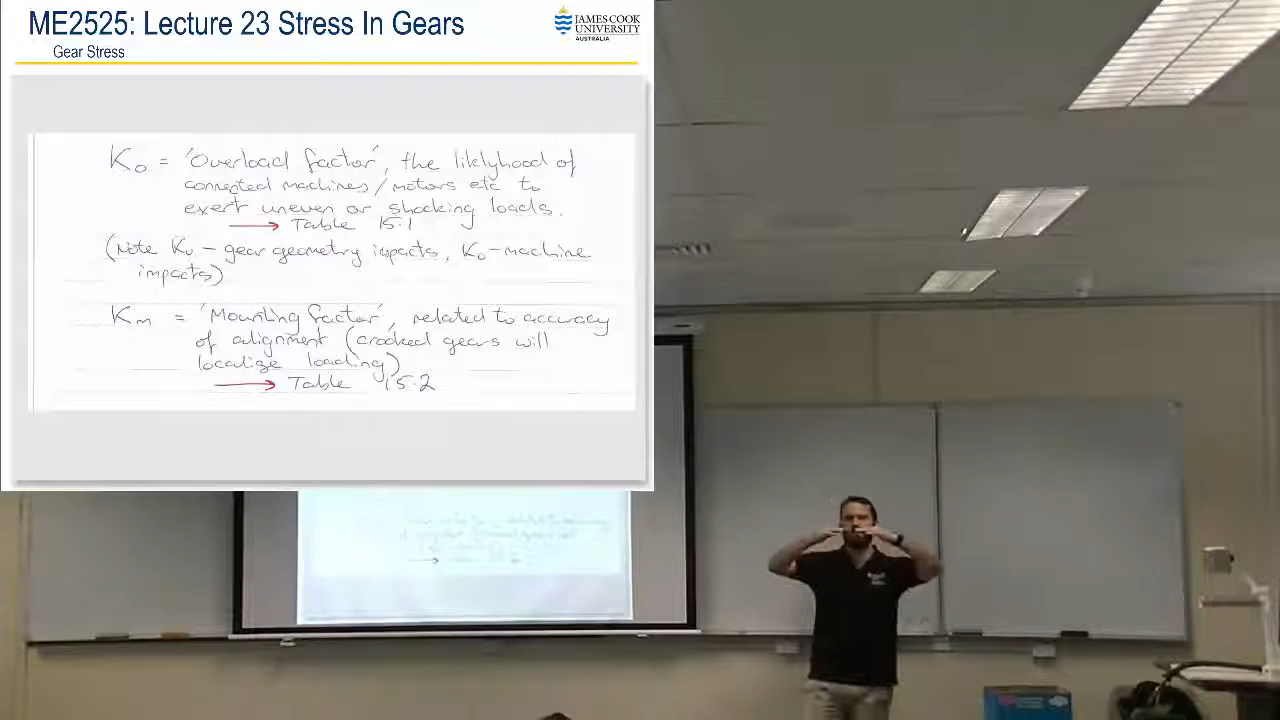 ME2525: Lecture 23 Stress In Gears
Gear Stress
JAMES COOK
UNIVERSITY
AUSTRALIA
Ko = 'Overload factor', the likelyhood of
connected machines/motors etc to
exert uneven or shocking loads.
→ Table 15.1
(Note Kv - gear geometry impacts, Ko - machine
impacts)
Km = 'Mounting factor', related to accuracy
of alignment (crooked gears will
localize loading)
→ Table 15.2